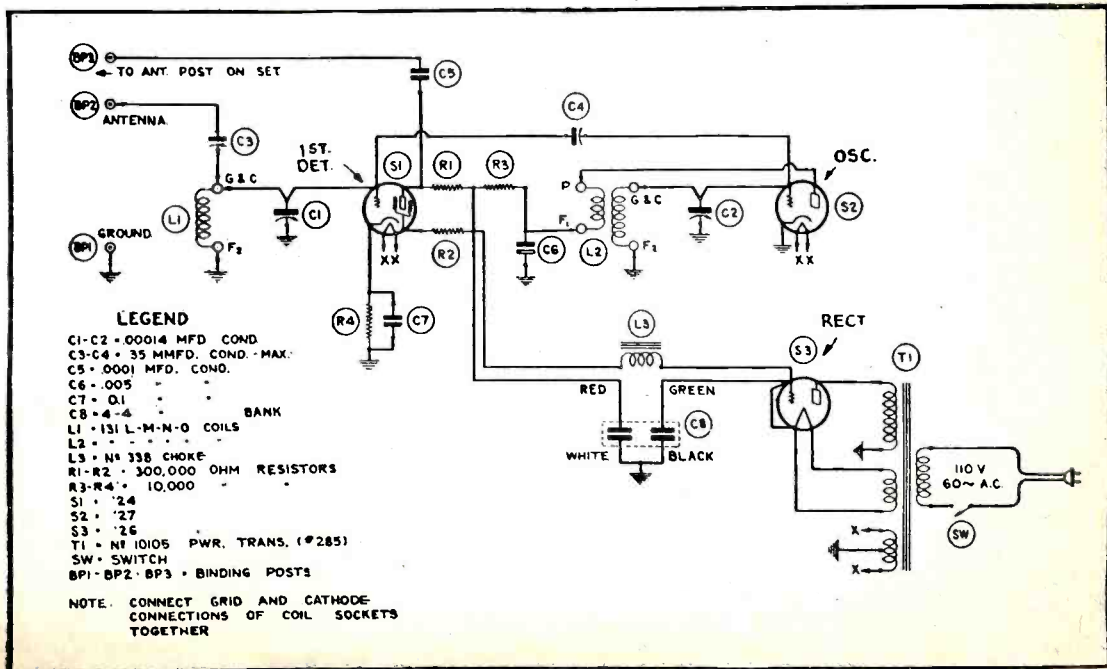 BP3
← TO ANT. POST ON SET
C5
BP2
ANTENNA.
C4
C3
1ST. DET.
OSC.
S1
R1
R3
G & C
P
G & C
S2
L1
C1
C2
F1
F2
BP1
GROUND
F2
XX
R2
C6
L2
XX
R4
C7
L3
RECT
S3
T1
RED
GREEN
C8
WHITE
BLACK
110 V
60~ A.C.
SW
X
X
LEGEND
C1-C2 = .00014 MFD COND
C3-C4 = 35 MMFD. COND.-MAX.
C5 = .0001 MFD. COND.
C6 = .005 " "
C7 = 0.1 " "
C8 = 4-4 " BANK
L1 = 131 L-M-N-O COILS
L2 = " " " " "
L3 = Nº 338 CHOKE
R1-R2 = 300,000 OHM RESISTORS
R3-R4 = 10,000 " "
S1 = '24
S2 = '27
S3 = '26
T1 = Nº 10105 PWR. TRANS. (#285)
SW = SWITCH
BP1-BP2-BP3 = BINDING POSTS
NOTE. CONNECT GRID AND CATHODE
CONNECTIONS OF COIL SOCKETS
TOGETHER